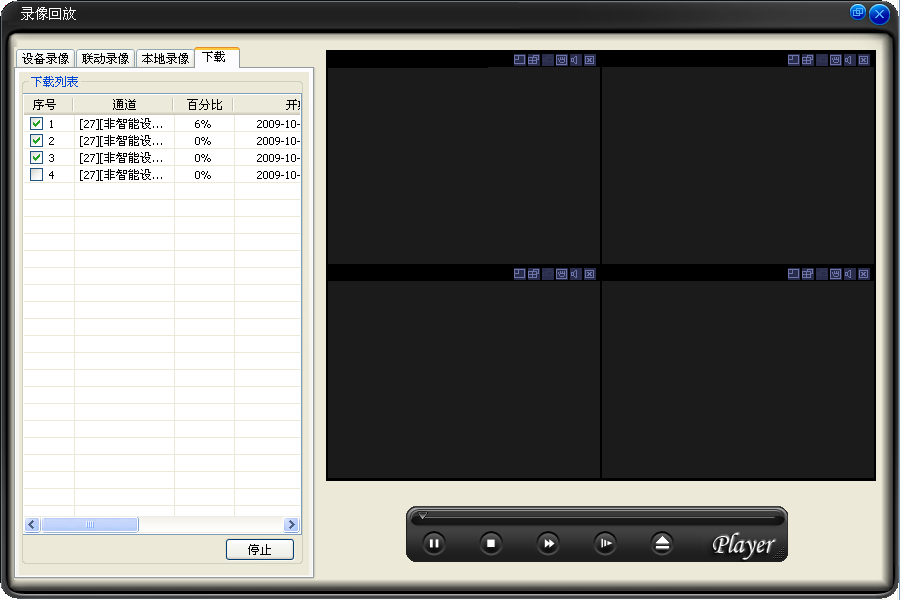 录像回放
设备录像 联动录像 本地录像 下载
下载列表
序号 通道 百分比
1 [27][非智能设... 6% 2009-10-
2 [27][非智能设... 0% 2009-10-
3 [27][非智能设... 0% 2009-10-
4 [27][非智能设... 0% 2009-10-
停止
Player